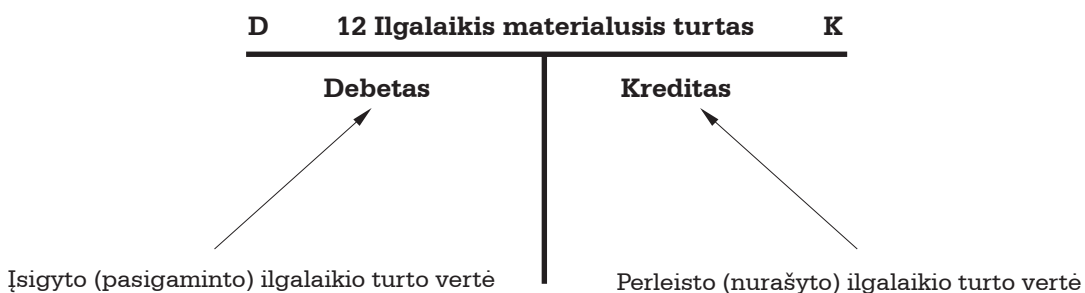 D 12 Ilgalaikis materialusis turtas K
Debetas Kreditas
Įsigyto (pasigaminto) ilgalaikio turto vertė Perleisto (nurašyto) ilgalaikio turto vertė